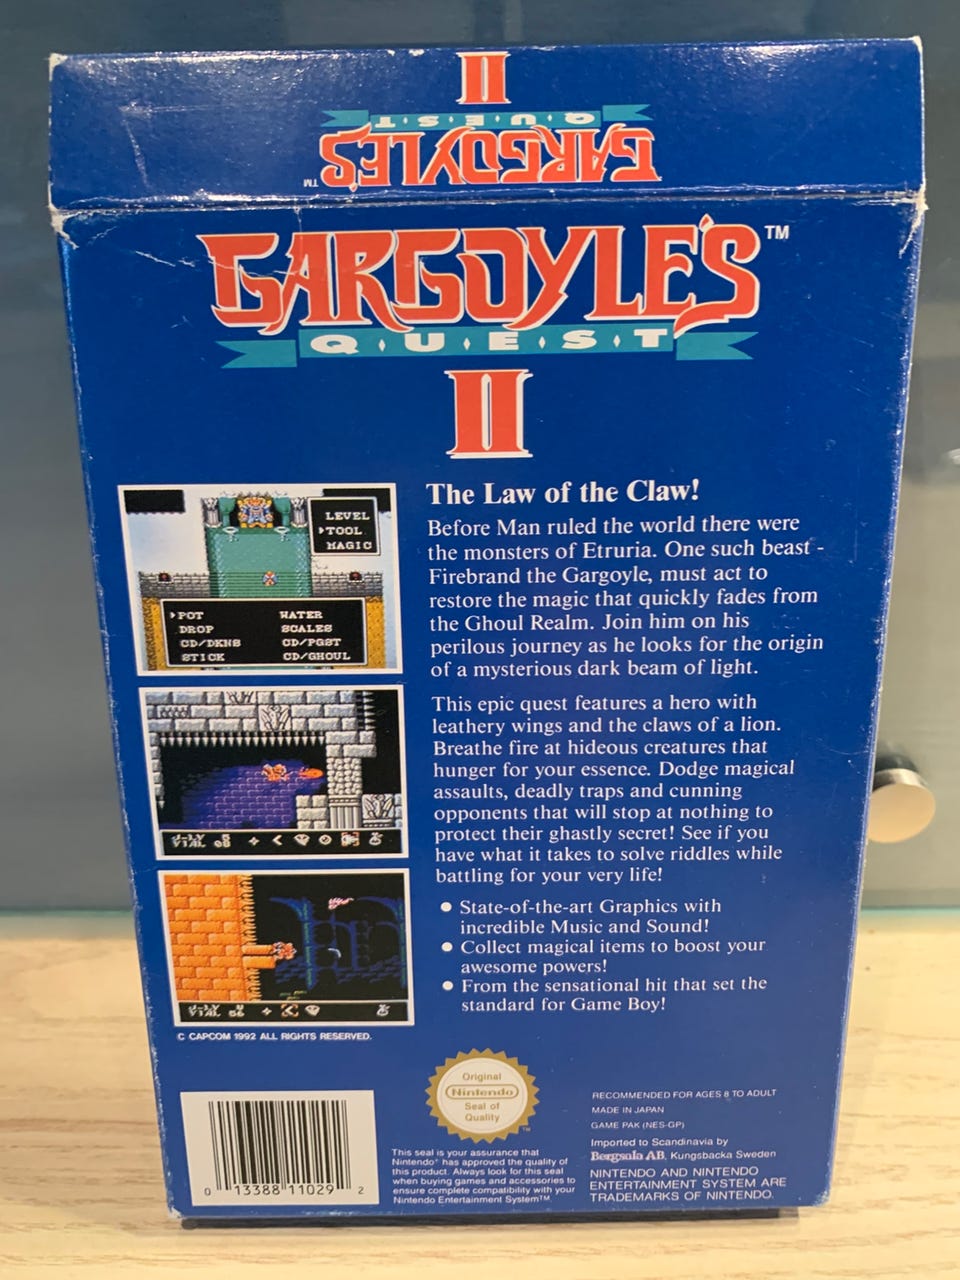 II
QUEST
GARGOYLE'S™
GARGOYLE'S™
QUEST
II
The Law of the Claw!
Before Man ruled the world there were
the monsters of Etruria. One such beast -
Firebrand the Gargoyle, must act to
restore the magic that quickly fades from
the Ghoul Realm. Join him on his
perilous journey as he looks for the origin
of a mysterious dark beam of light.
This epic quest features a hero with
leathery wings and the claws of a lion.
Breathe fire at hideous creatures that
hunger for your essence. Dodge magical
assaults, deadly traps and cunning
opponents that will stop at nothing to
protect their ghastly secret! See if you
have what it takes to solve riddles while
battling for your very life!
• State-of-the-art Graphics with
incredible Music and Sound!
• Collect magical items to boost your
awesome powers!
• From the sensational hit that set the
standard for Game Boy!
LEVEL
TOOL
MAGIC
POT WATER
DROP SCALES
CD/DKNS CD/PGST
STICK CD/GHOUL
© CAPCOM 1992 ALL RIGHTS RESERVED.
0 13388 11029 2
Original
Nintendo
Seal of
Quality
™
This seal is your assurance that
Nintendo® has approved the quality of
this product. Always look for this seal
when buying games and accessories to
ensure complete compatibility with your
Nintendo Entertainment System™.
RECOMMENDED FOR AGES 8 TO ADULT
MADE IN JAPAN
GAME PAK (NES-GP)
Imported to Scandinavia by
Bergsala AB, Kungsbacka Sweden
NINTENDO AND NINTENDO
ENTERTAINMENT SYSTEM ARE
TRADEMARKS OF NINTENDO.